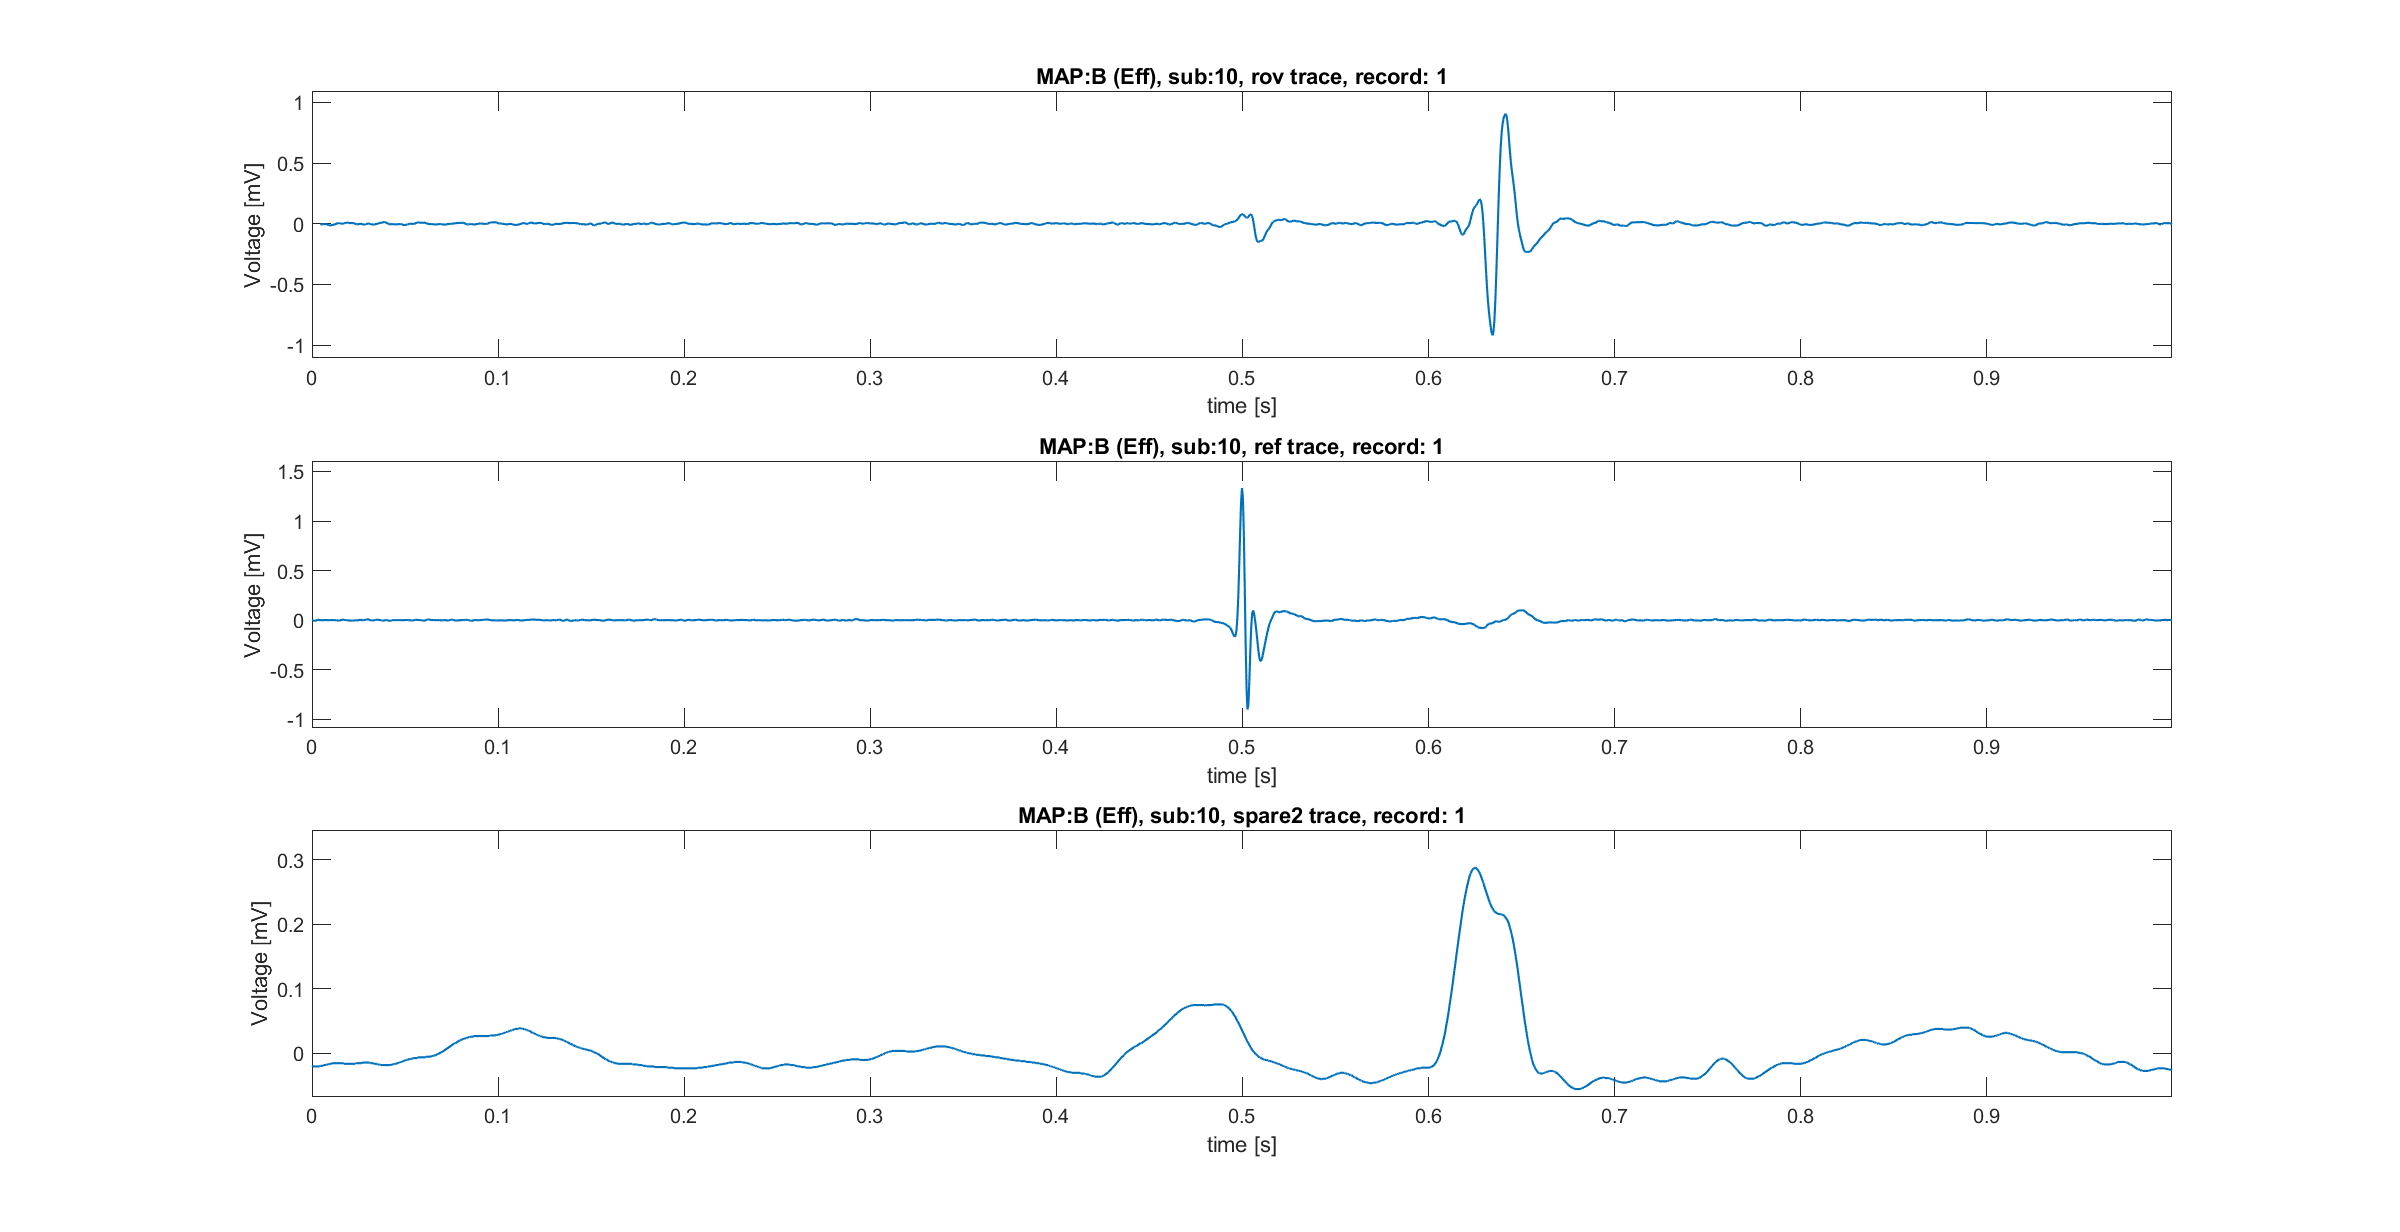 MAP:B (Eff), sub:10, rov trace, record: 1
Voltage [mV]
1
0.5
0
-0.5
-1
0 0.1 0.2 0.3 0.4 0.5 0.6 0.7 0.8 0.9
time [s]
MAP:B (Eff), sub:10, ref trace, record: 1
Voltage [mV]
1.5
1
0.5
0
-0.5
-1
0 0.1 0.2 0.3 0.4 0.5 0.6 0.7 0.8 0.9
time [s]
MAP:B (Eff), sub:10, spare2 trace, record: 1
Voltage [mV]
0.3
0.2
0.1
0
0 0.1 0.2 0.3 0.4 0.5 0.6 0.7 0.8 0.9
time [s]